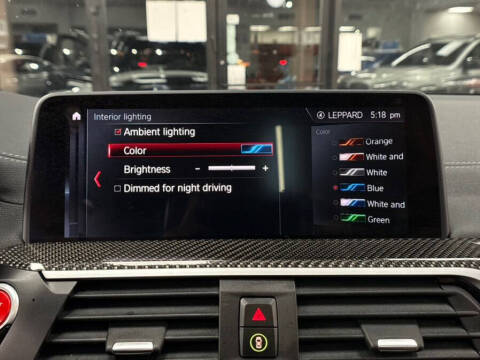 Interior lighting
LEPPARD 5:18 pm
Ambient lighting
Color
Brightness - +
Dimmed for night driving
Color
Orange
White and
White
Blue
White and
Green